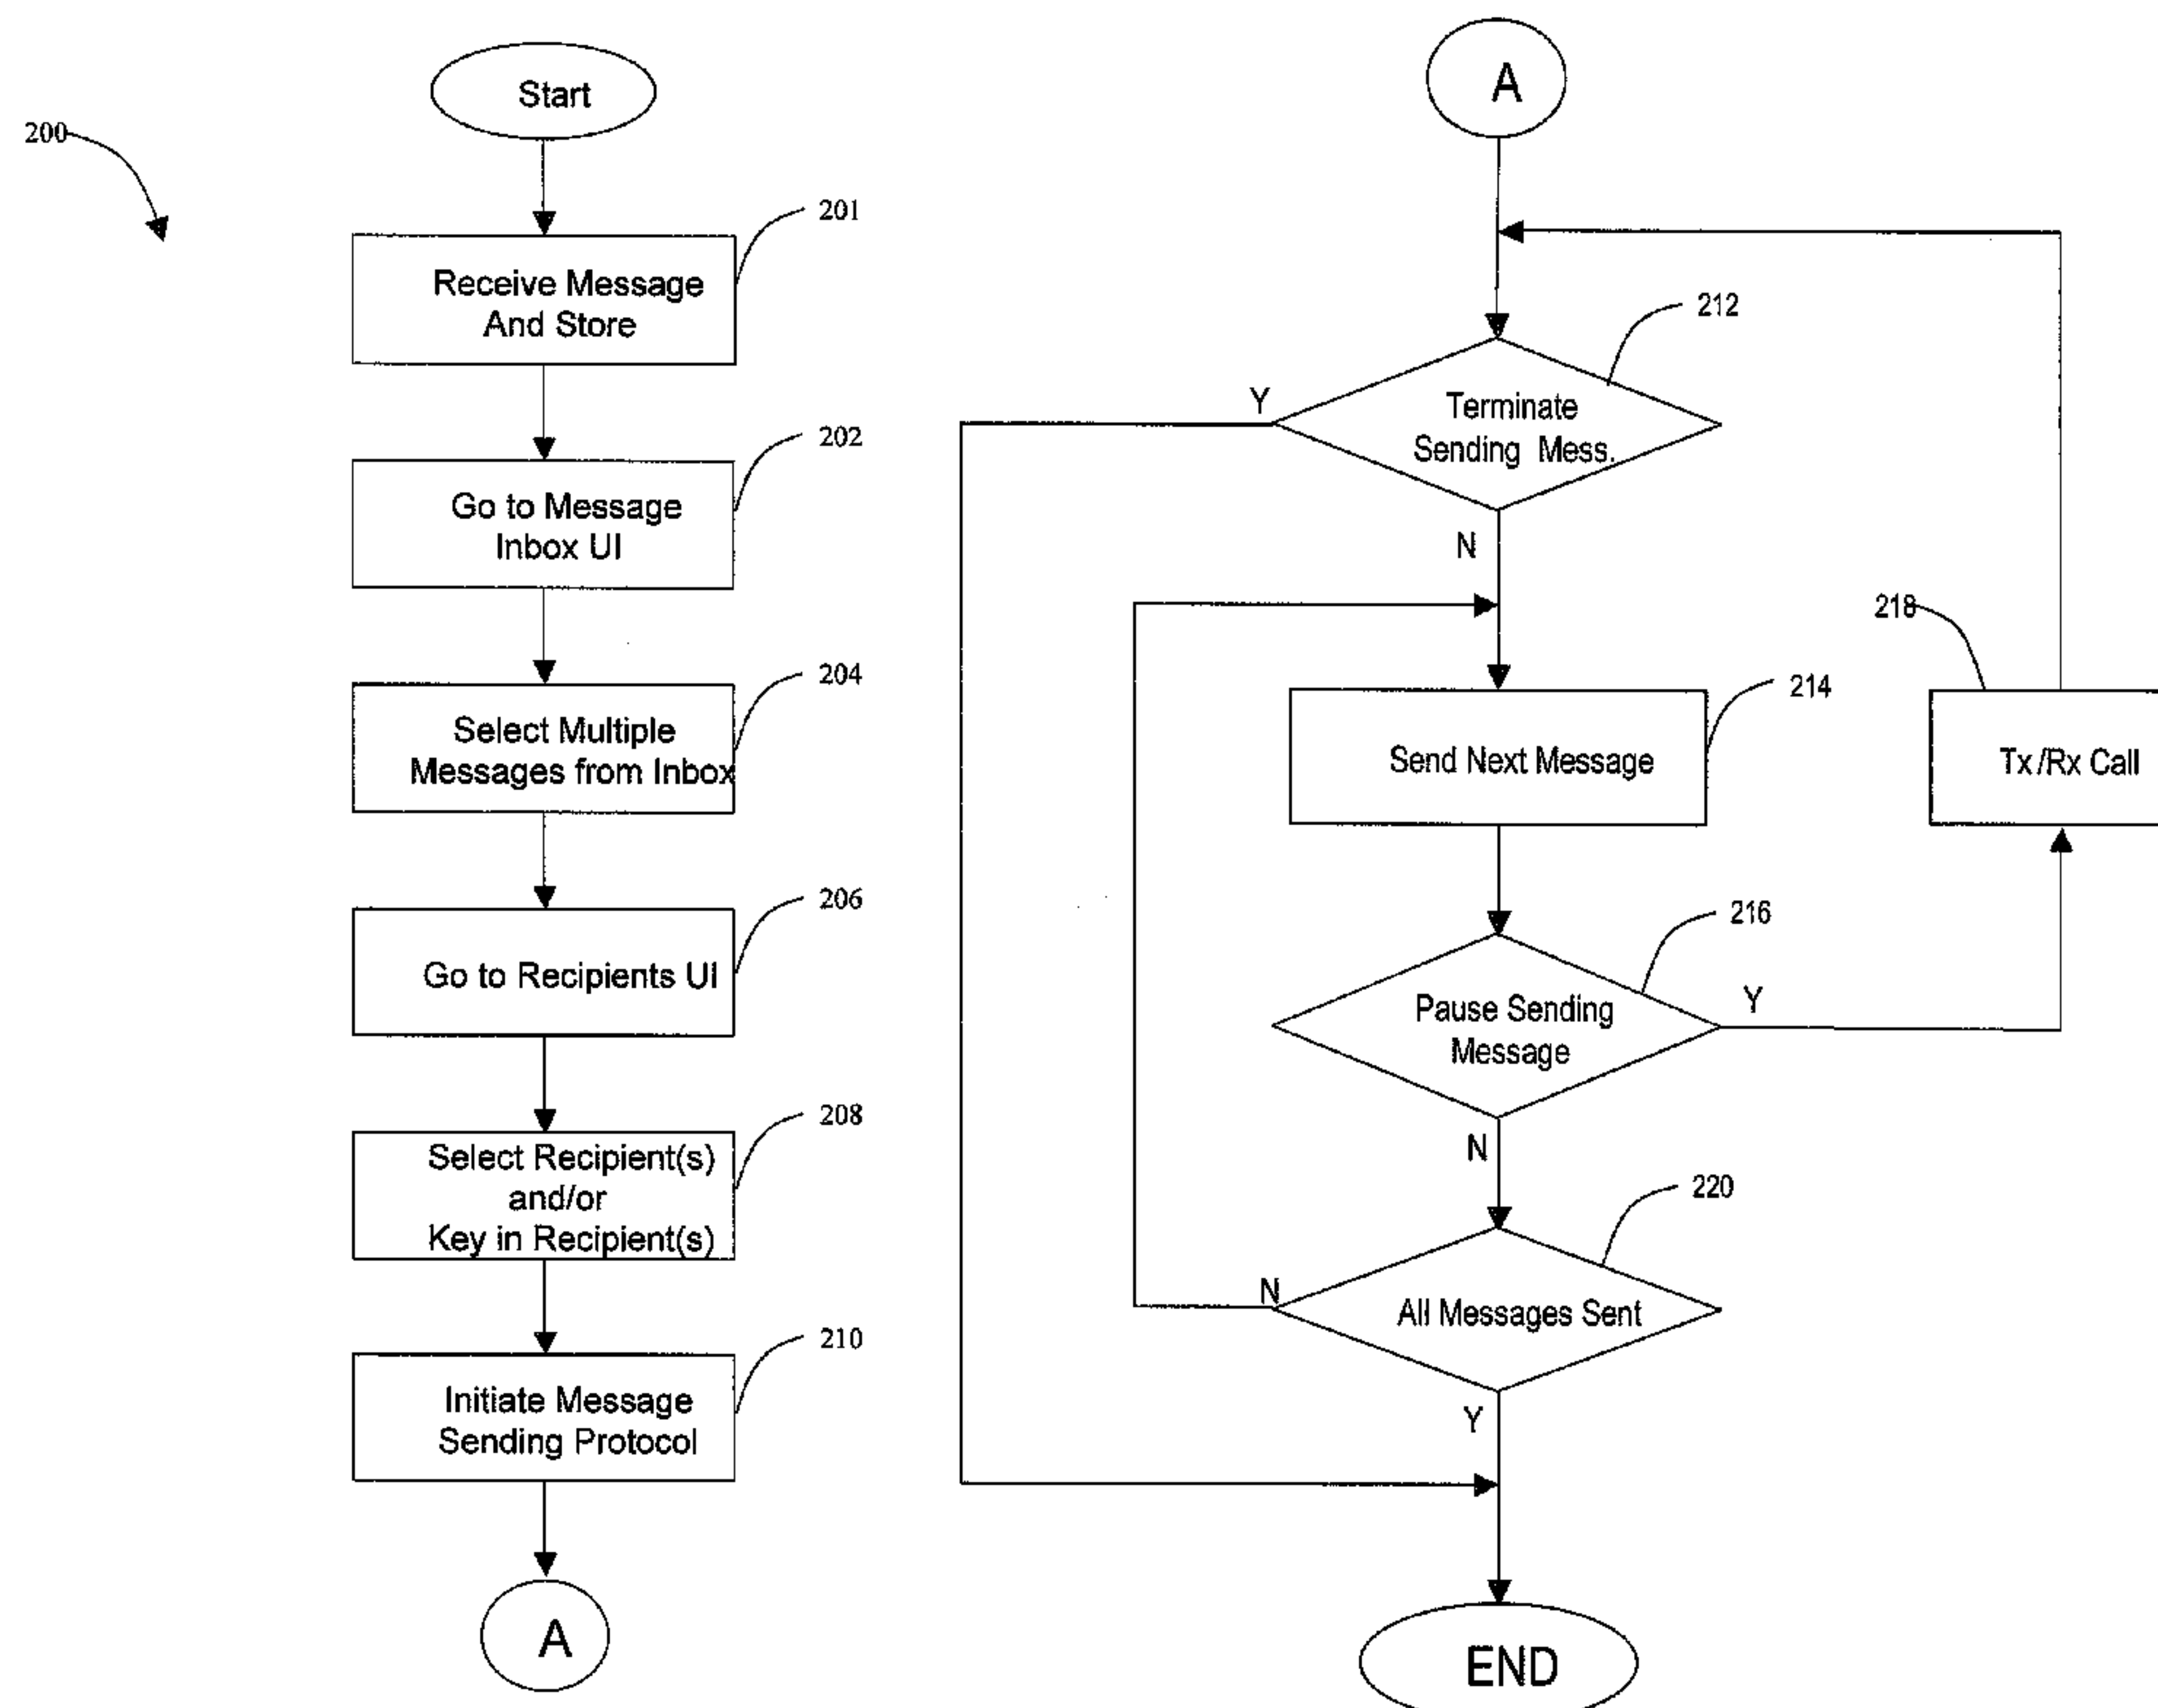 200
Start
201
Receive Message
And Store
202
Go to Message
Inbox UI
204
Select Multiple
Messages from Inbox
206
Go to Recipients UI
208
Select Recipient(s)
and/or
Key in Recipient(s)
210
Initiate Message
Sending Protocol
A
A
212
Y
Terminate
Sending Mess.
N
214
Send Next Message
218
Tx/Rx Call
216
Pause Sending
Message
Y
N
220
N
All Messages Sent
Y
END